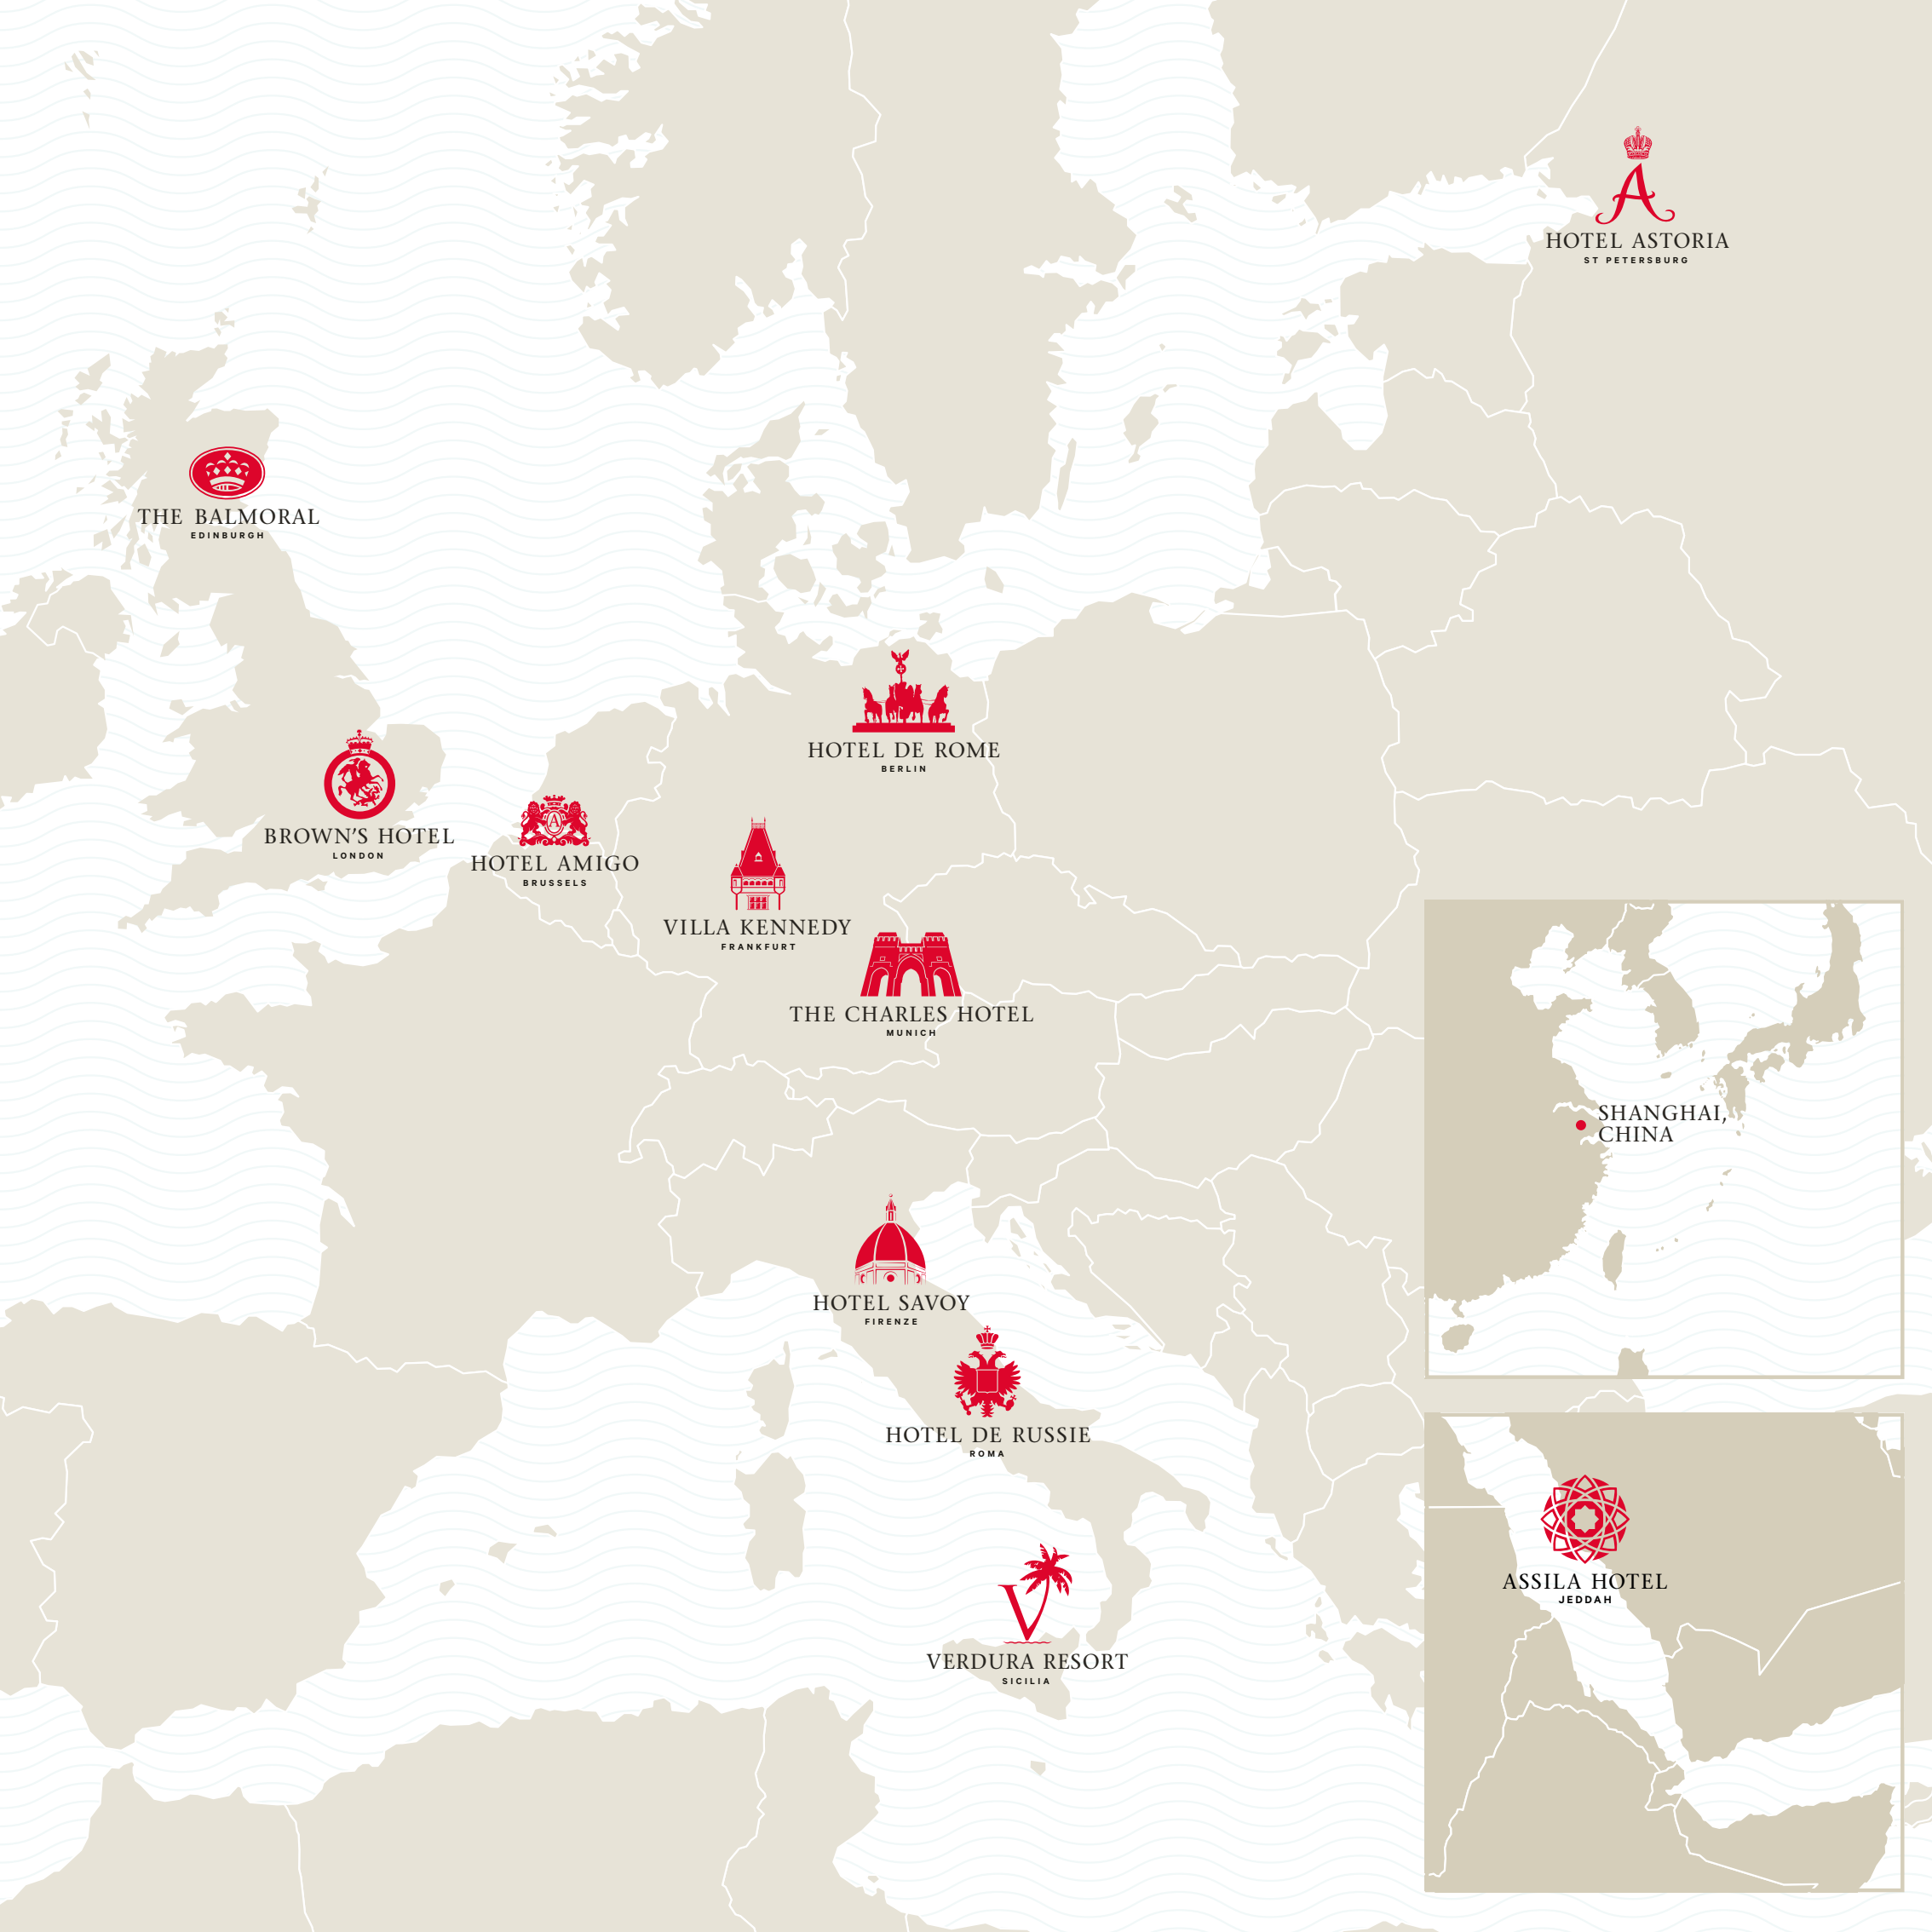 HOTEL ASTORIA
ST PETERSBURG
THE BALMORAL
EDINBURGH
HOTEL DE ROME
BERLIN
BROWN'S HOTEL
LONDON
A
HOTEL AMIGO
BRUSSELS
VILLA KENNEDY
FRANKFURT
THE CHARLES HOTEL
MUNICH
SHANGHAI,
CHINA
HOTEL SAVOY
FIRENZE
HOTEL DE RUSSIE
ROMA
ASSILA HOTEL
JEDDAH
V
VERDURA RESORT
SICILIA